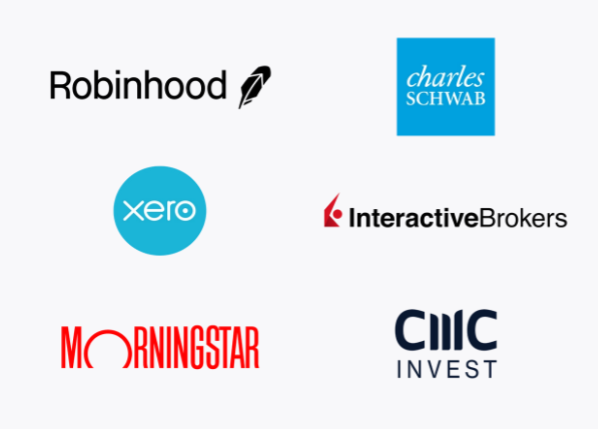 Robinhood
charles
SCHWAB
xero
InteractiveBrokers
MORNINGSTAR
CMC
INVEST